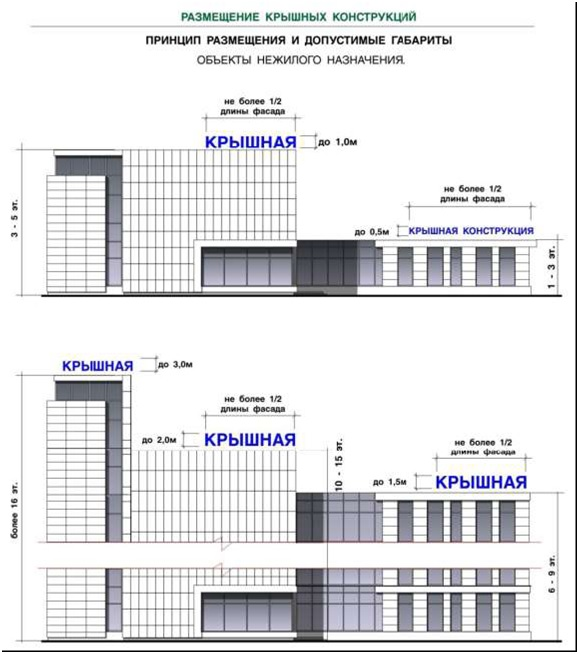 РАЗМЕЩЕНИЕ КРЫШНЫХ КОНСТРУКЦИЙ
ПРИНЦИП РАЗМЕЩЕНИЯ И ДОПУСТИМЫЕ ГАБАРИТЫ
ОБЪЕКТЫ НЕЖИЛОГО НАЗНАЧЕНИЯ.
не более 1/2
длины фасада
КРЫШНАЯ
до 1,0м
не более 1/2
длины фасада
до 0,5м
КРЫШНАЯ КОНСТРУКЦИЯ
3 - 5 эт.
1 - 3 эт.
КРЫШНАЯ
до 3,0м
не более 1/2
длины фасада
до 2,0м
КРЫШНАЯ
10 - 15 эт.
не более 1/2
длины фасада
до 1,5м
КРЫШНАЯ
более 16 эт.
6 - 9 эт.